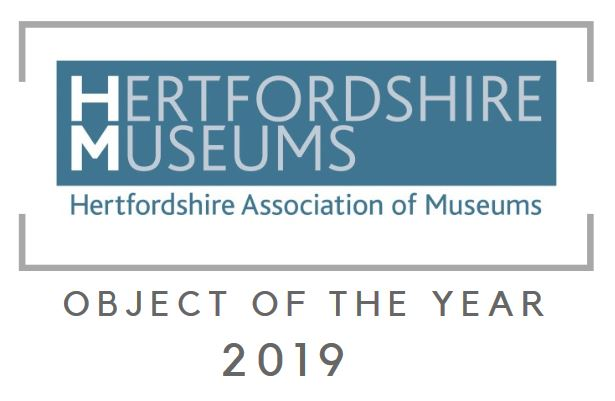 HERTFORDSHIRE
MUSEUMS
Hertfordshire Association of Museums
OBJECT OF THE YEAR
2019